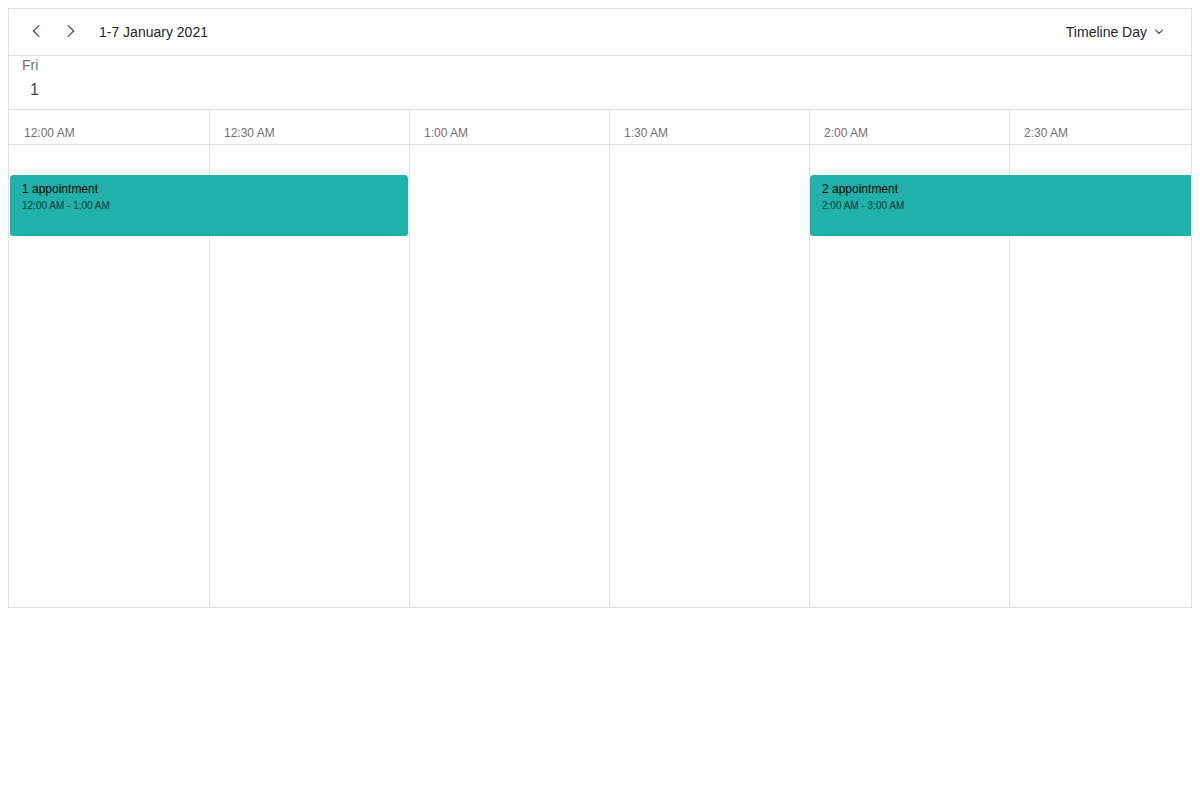 1-7 January 2021
Timeline Day
Fri
1
12:00 AM
12:30 AM
1:00 AM
1:30 AM
2:00 AM
2:30 AM
1 appointment
12:00 AM - 1:00 AM
2 appointment
2:00 AM - 3:00 AM